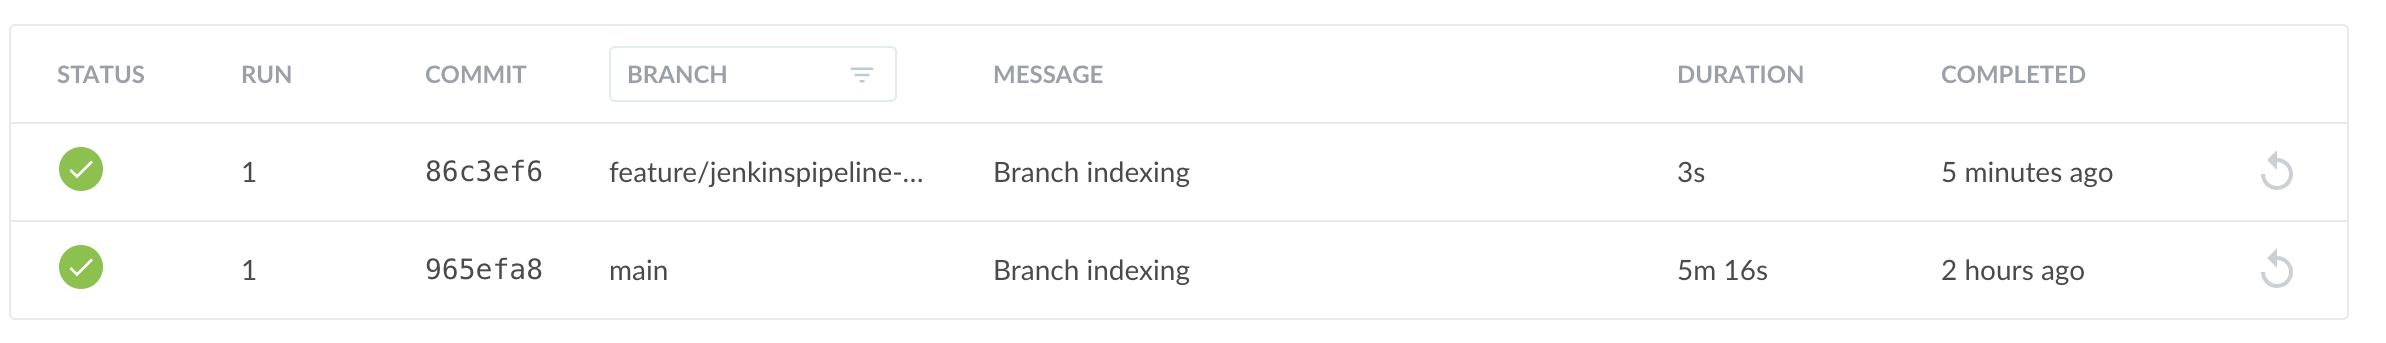 STATUS RUN COMMIT BRANCH MESSAGE DURATION COMPLETED
1 86c3ef6 feature/jenkinspipeline-... Branch indexing 3s 5 minutes ago
1 965efa8 main Branch indexing 5m 16s 2 hours ago